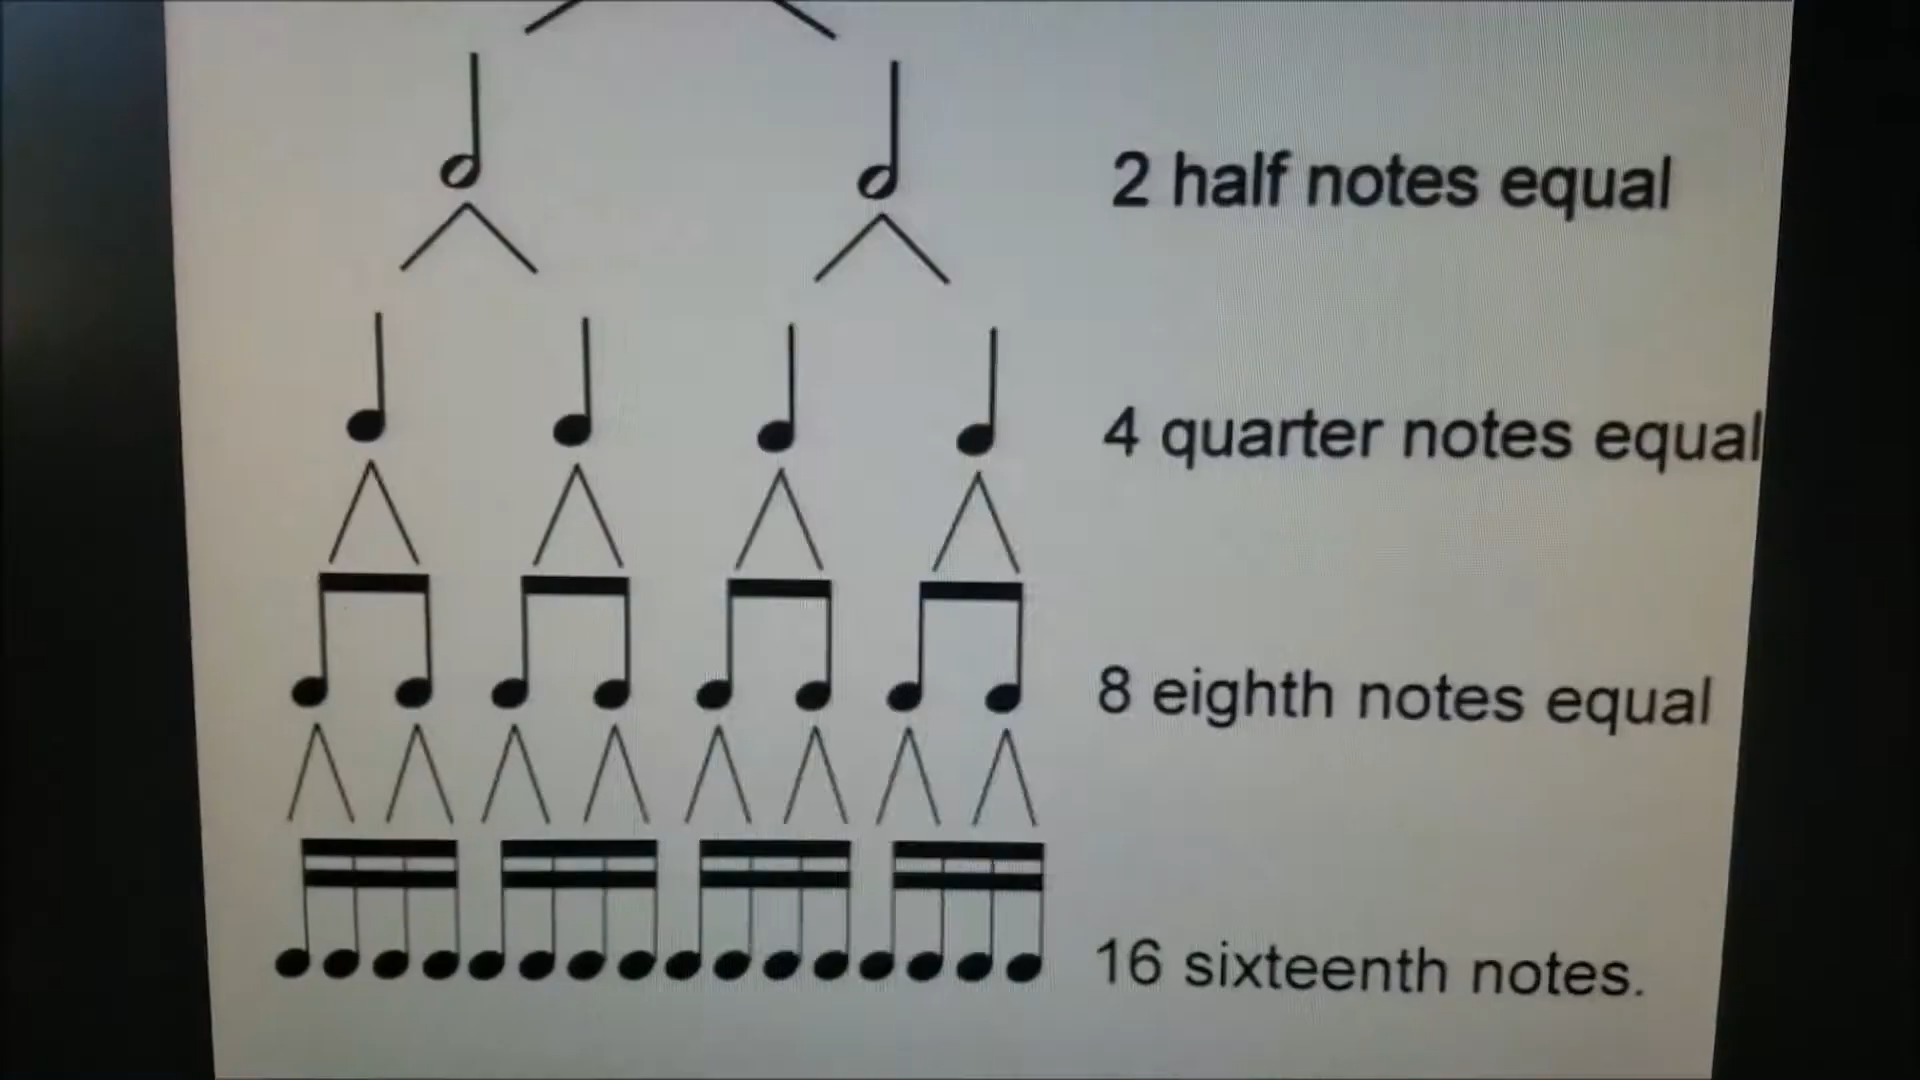 2 half notes equal
4 quarter notes equal
8 eighth notes equal
16 sixteenth notes.